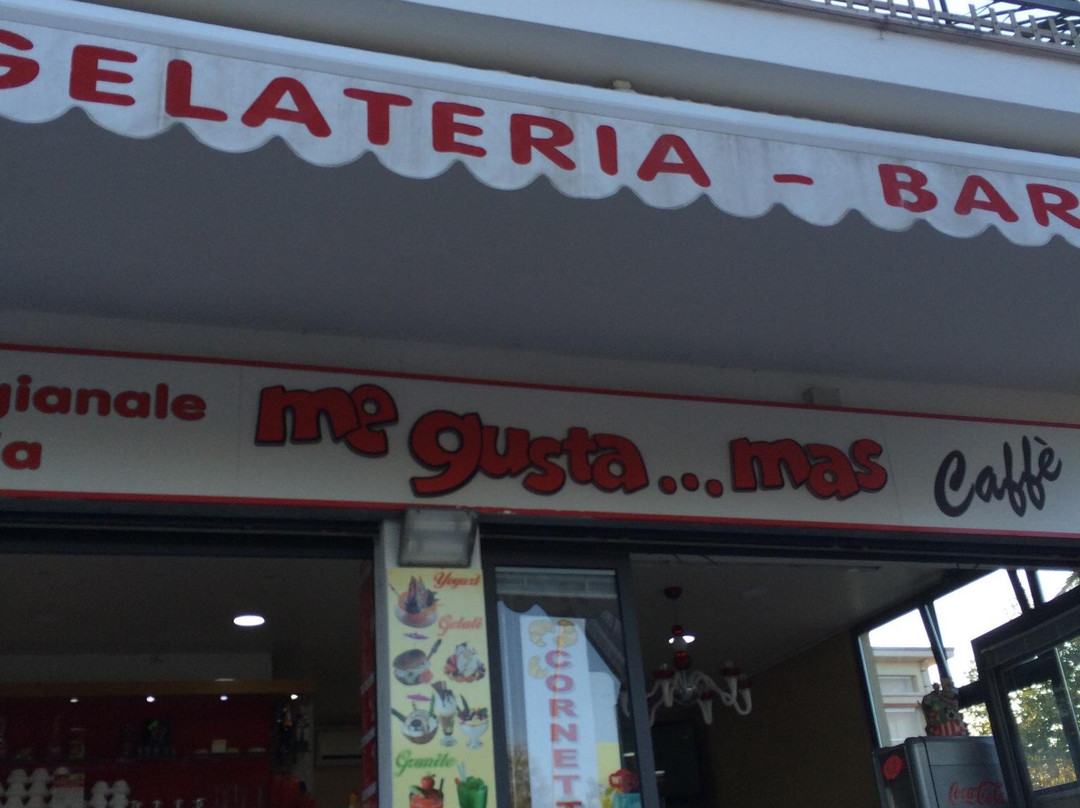 GELATERIA - BAR
gianale
me gusta...mas
Caffè
Yogurt
Gelati
Granite
CORNETT
Coca-Cola